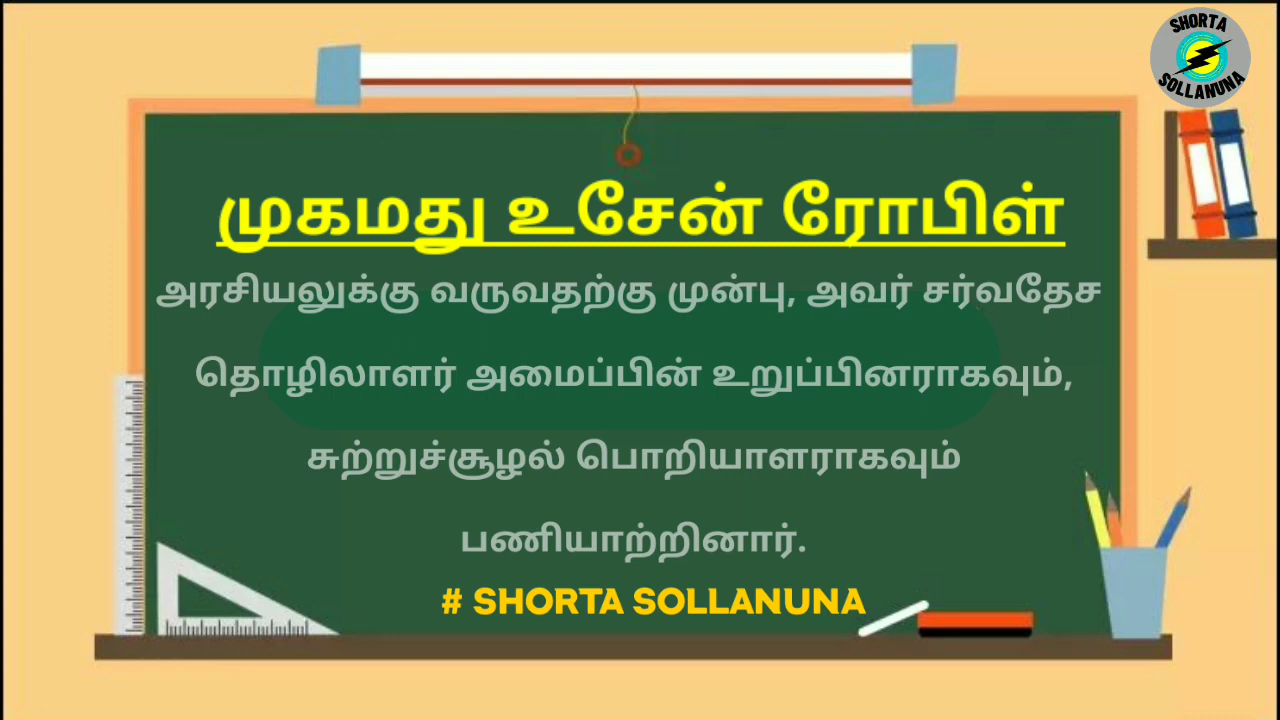 SHORTA
SOLLANUNA
முகமது உசேன் ரோபிள்
அரசியலுக்கு வருவதற்கு முன்பு, அவர் சர்வதேச
தொழிலாளர் அமைப்பின் உறுப்பினராகவும்,
சுற்றுச்சூழல் பொறியாளராகவும்
பணியாற்றினார்.
# SHORTA SOLLANUNA